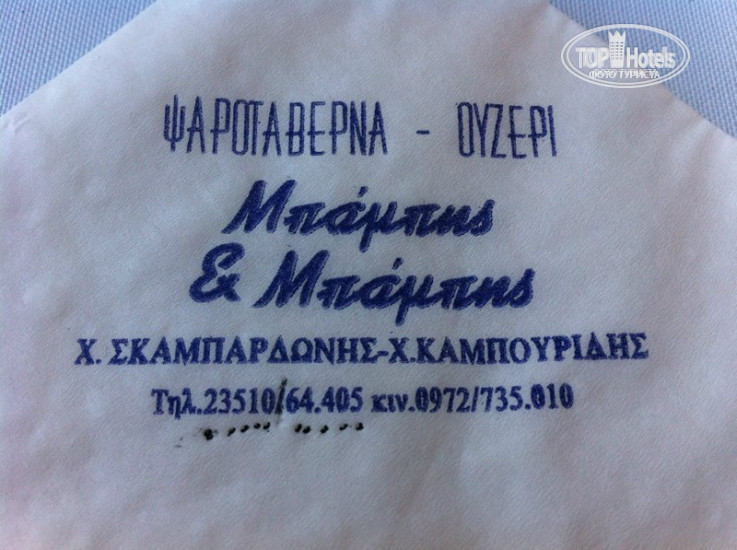 TOP Hotels
ФОТО ТУРИСТА
ΨΑΡΟΤΑΒΕΡΝΑ - ΟΥΖΕΡΙ
Μπάμπης
& Μπάμπης
Χ. ΣΚΑΜΠΑΡΔΩΝΗΣ-Χ.ΚΑΜΠΟΥΡΙΔΗΣ
Τηλ.23510/64.405 κιν.0972/735.010